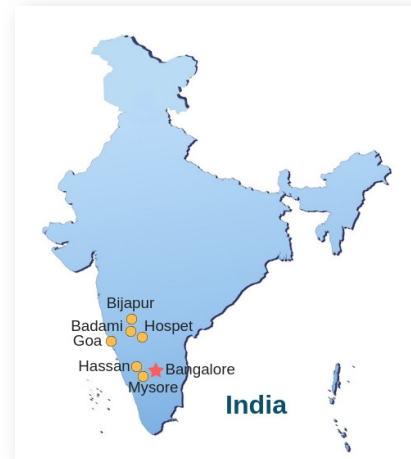 Bijapur
Badami
Hospet
Goa
Hassan
Bangalore
Mysore
India